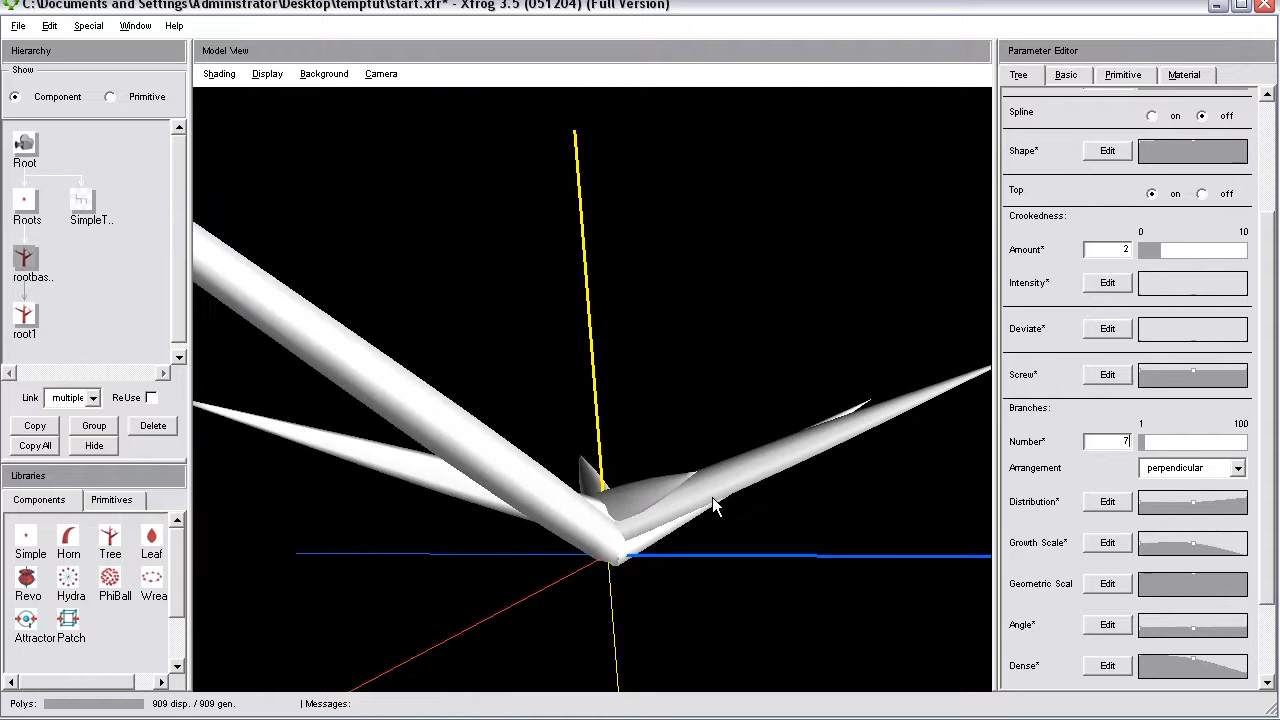 C:\Documents and Settings\Administrator\Desktop\temptut\start.xfr* - Xfrog 3.5 (051204) (Full Version)
File Edit Special Window Help
Hierarchy
Show
Component Primitive
Root
Roots SimpleT..
rootbas..
root1
Link multiple ReUse
Copy Group Delete
Copy All Hide
Libraries
Components Primitives
Simple Horn Tree Leaf
Revo Hydra PhiBall Wrea
Attractor Patch
Model View
Shading Display Background Camera
Parameter Editor
Tree Basic Primitive Material
Spline on off
Shape* Edit
Top on off
Crookedness:
0 10
Amount* 2
Intensity* Edit
Deviate* Edit
Screw* Edit
Branches:
1 100
Number* 7
Arrangement perpendicular
Distribution* Edit
Growth Scale* Edit
Geometric Scal Edit
Angle* Edit
Dense* Edit
Polys: 909 disp. / 909 gen. | Messages: